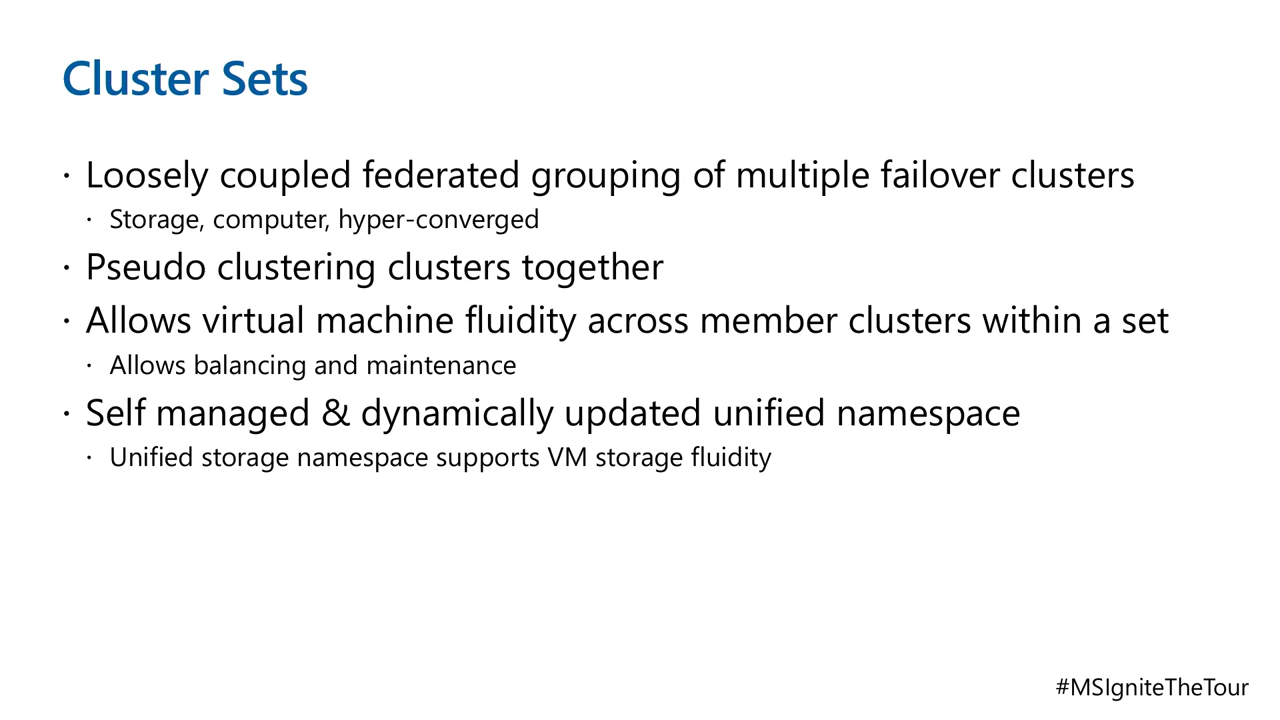 Cluster Sets
· Loosely coupled federated grouping of multiple failover clusters
· Storage, computer, hyper-converged
· Pseudo clustering clusters together
· Allows virtual machine fluidity across member clusters within a set
· Allows balancing and maintenance
· Self managed & dynamically updated unified namespace
· Unified storage namespace supports VM storage fluidity
#MSIgniteTheTour